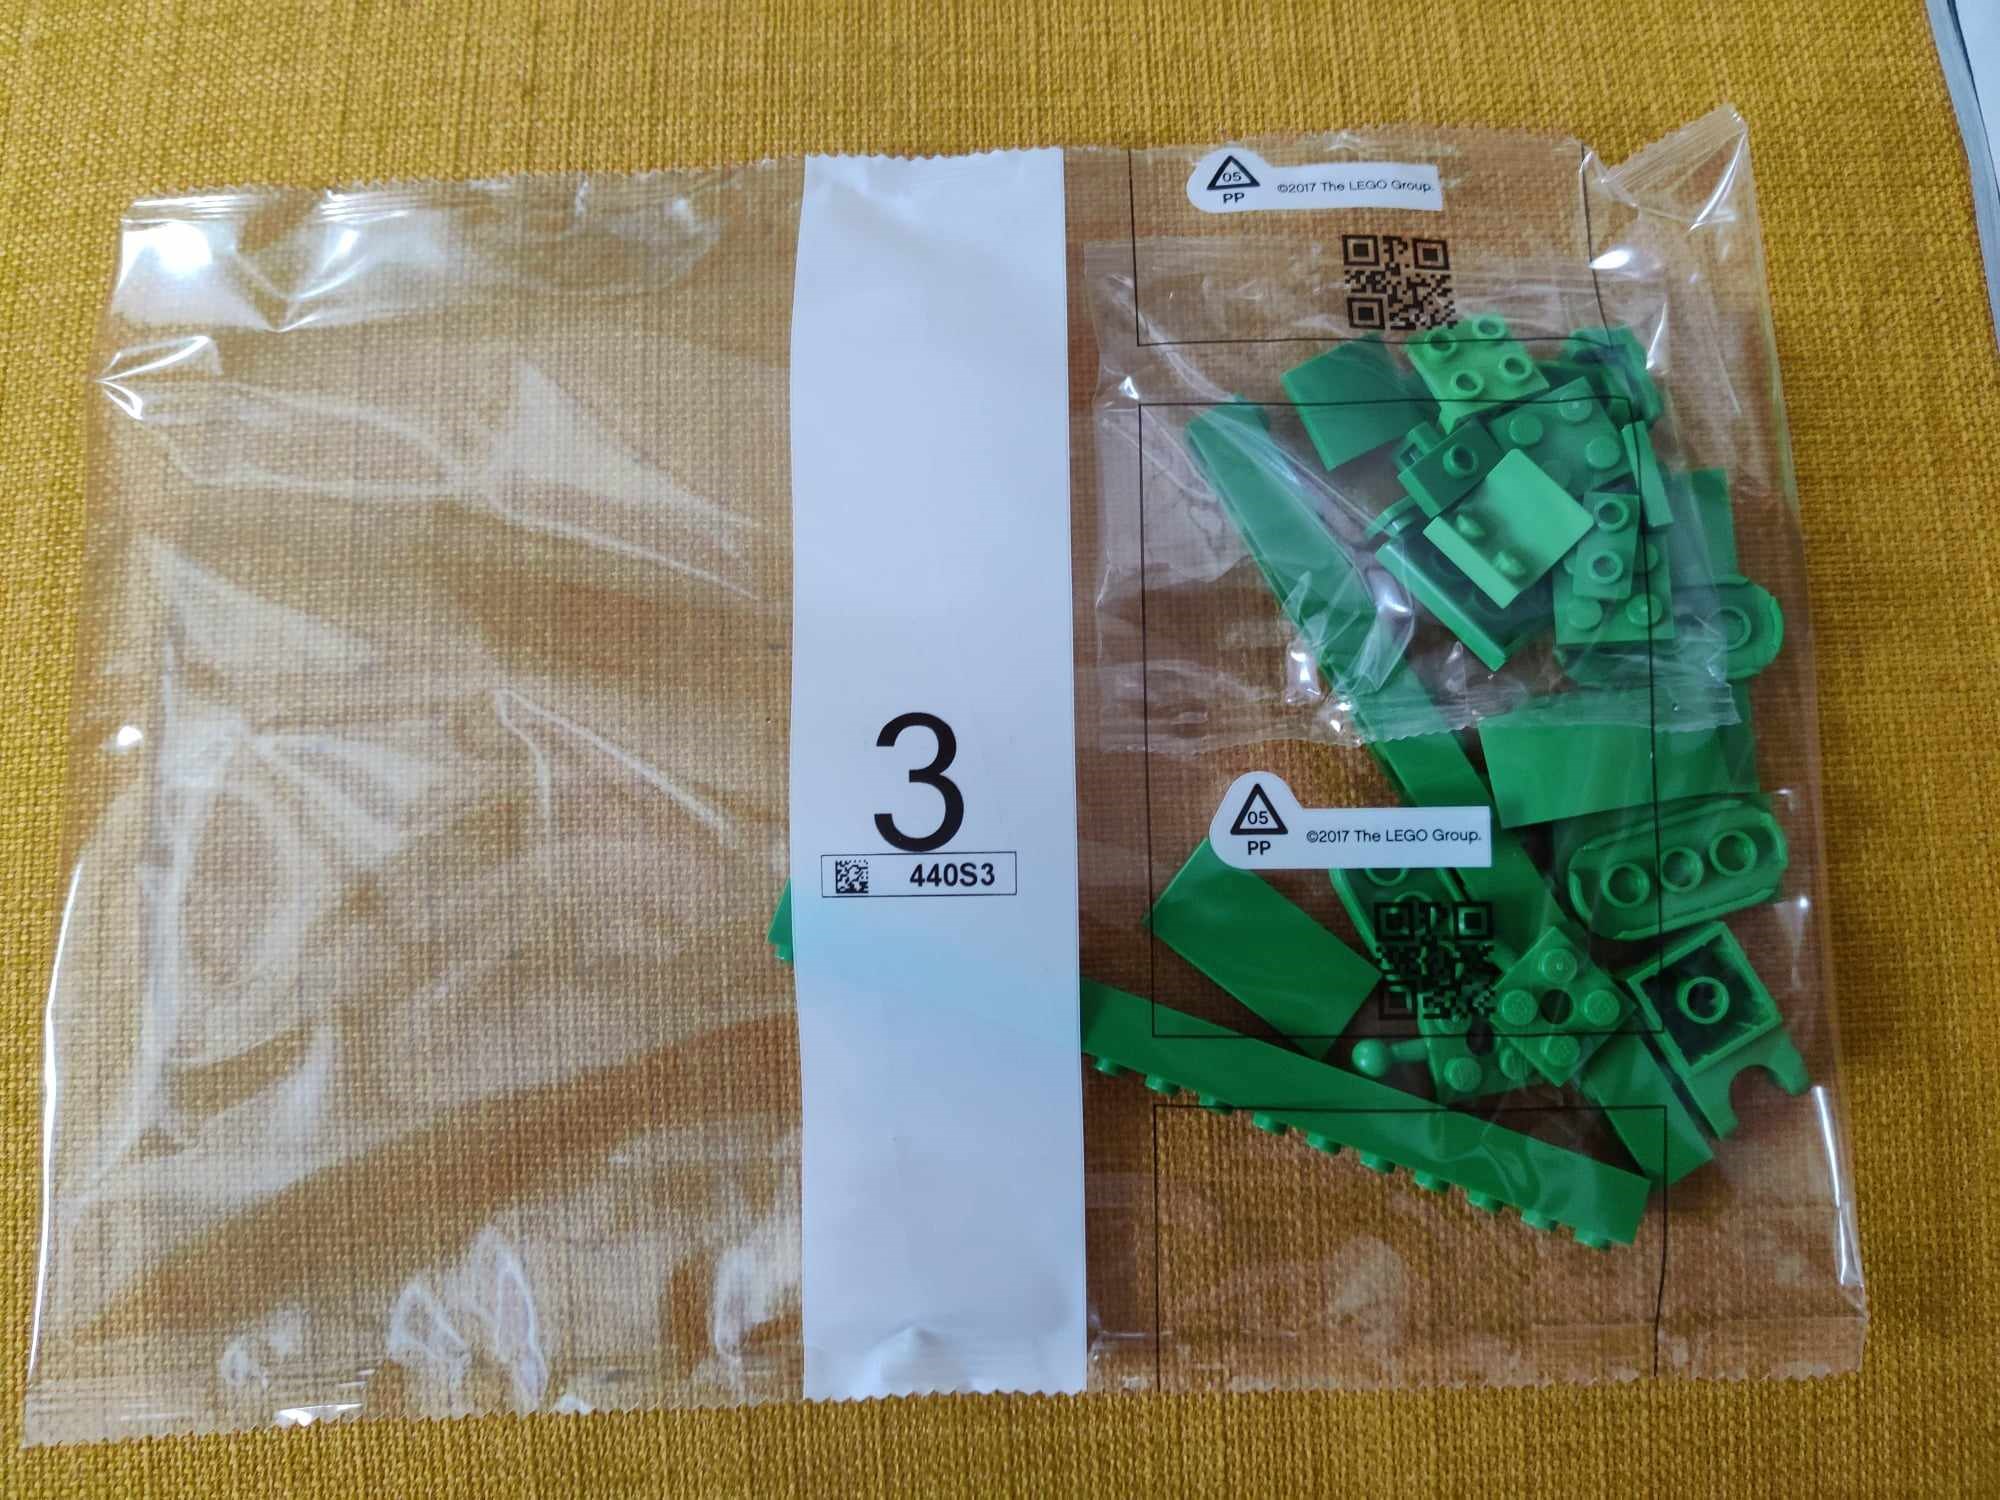 05
PP
©2017 The LEGO Group.
3
440S3
05
PP
©2017 The LEGO Group.